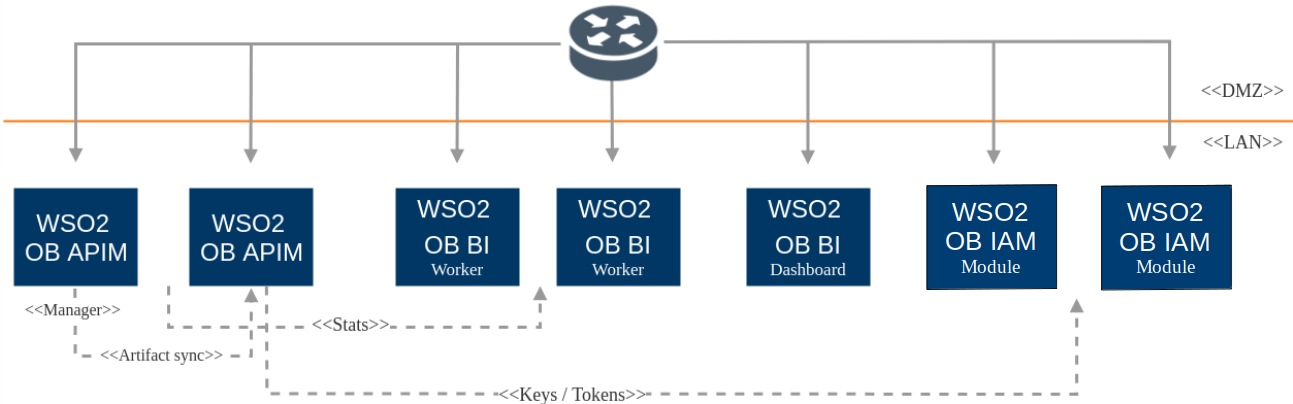 <<DMZ>>
<<LAN>>
WSO2
OB APIM
WSO2
OB APIM
WSO2
OB BI
Worker
WSO2
OB BI
Worker
WSO2
OB BI
Dashboard
WSO2
OB IAM
Module
WSO2
OB IAM
Module
<<Manager>>
<<Stats>>
<<Artifact sync>>
<<Keys / Tokens>>